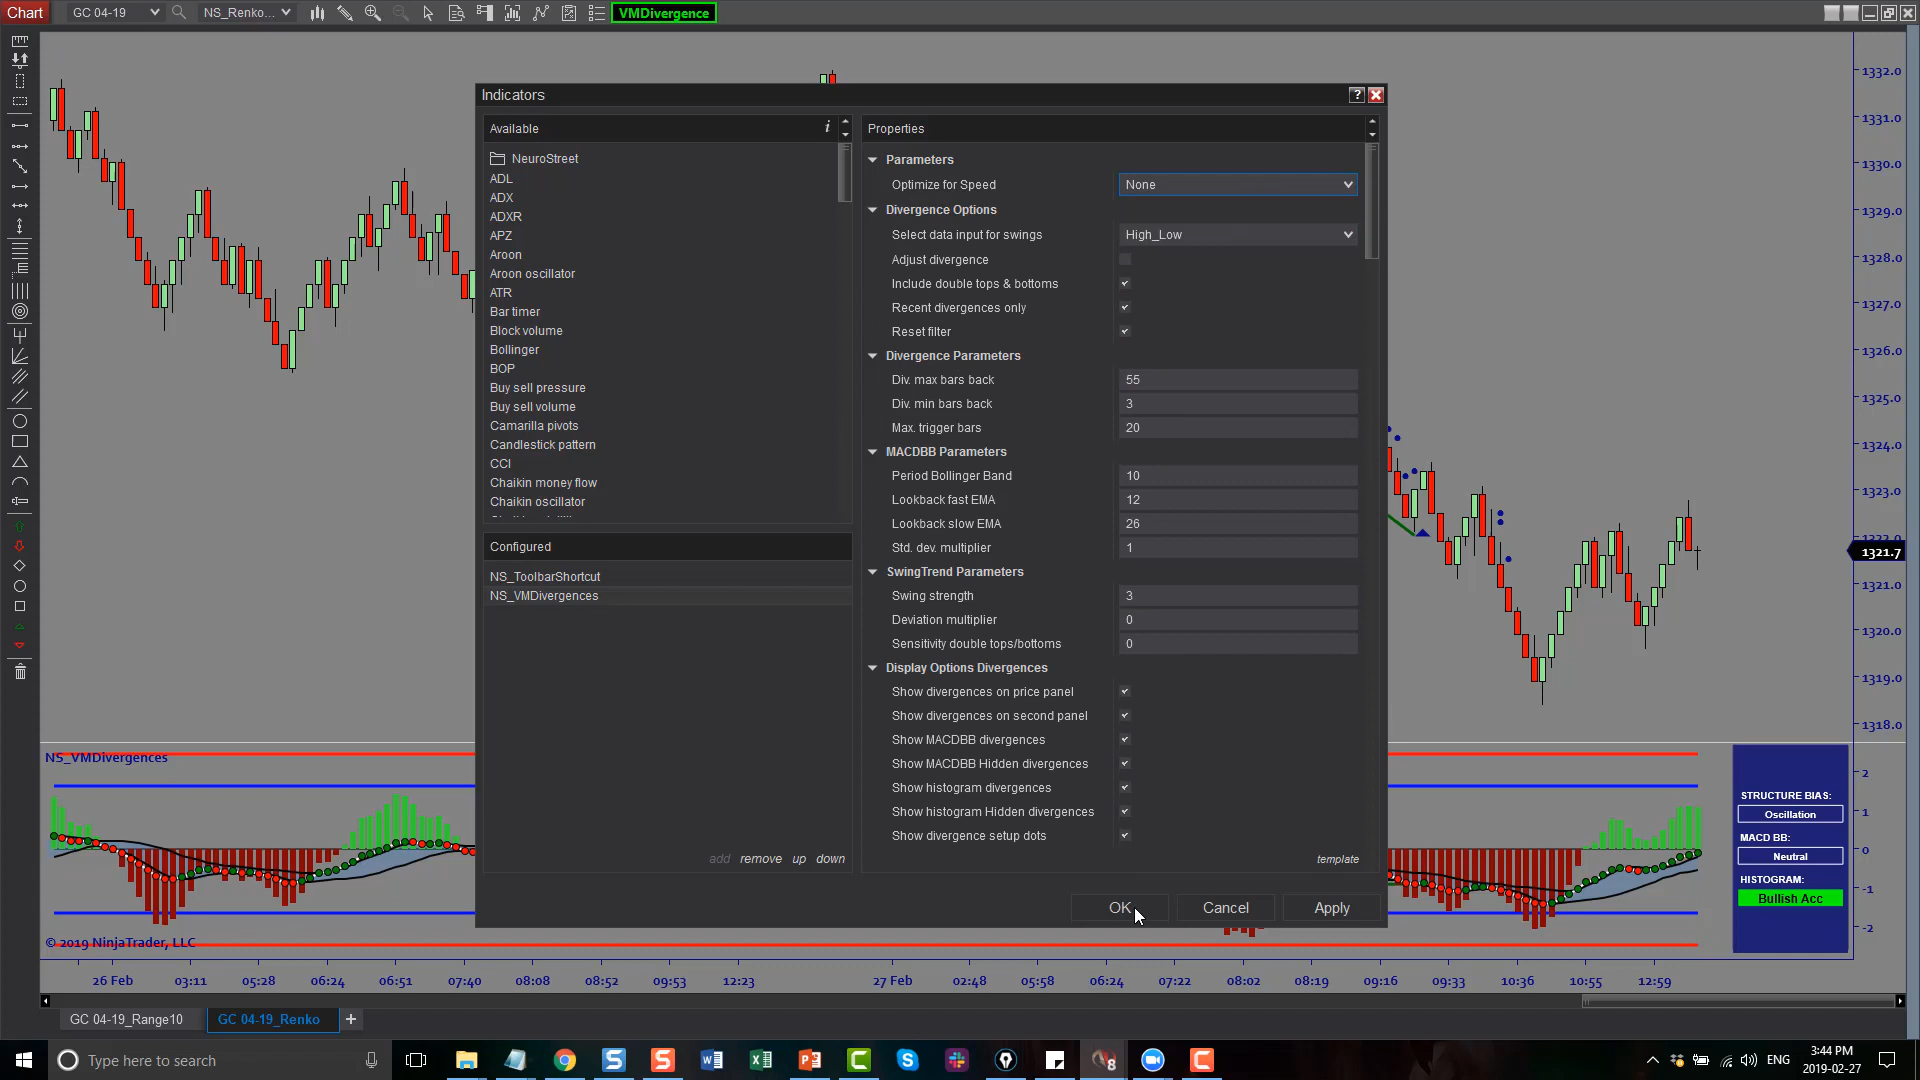 Chart
GC 04-19
NS_Renko...
VMDivergence
Indicators
?
Available
i
NeuroStreet
ADL
ADX
ADXR
APZ
Aroon
Aroon oscillator
ATR
Bar timer
Block volume
Bollinger
BOP
Buy sell pressure
Buy sell volume
Camarilla pivots
Candlestick pattern
CCI
Chaikin money flow
Chaikin oscillator
Configured
NS_ToolbarShortcut
NS_VMDivergences
add remove up down
Properties
Parameters
Optimize for Speed None
Divergence Options
Select data input for swings High_Low
Adjust divergence
Include double tops & bottoms
Recent divergences only
Reset filter
Divergence Parameters
Div. max bars back 55
Div. min bars back 3
Max. trigger bars 20
MACDBB Parameters
Period Bollinger Band 10
Lookback fast EMA 12
Lookback slow EMA 26
Std. dev. multiplier 1
SwingTrend Parameters
Swing strength 3
Deviation multiplier 0
Sensitivity double tops/bottoms 0
Display Options Divergences
Show divergences on price panel
Show divergences on second panel
Show MACDBB divergences
Show MACDBB Hidden divergences
Show histogram divergences
Show histogram Hidden divergences
Show divergence setup dots
template
OK Cancel Apply
1332.0
1331.0
1330.0
1329.0
1328.0
1327.0
1326.0
1325.0
1324.0
1323.0
1321.7
1321.0
1320.0
1319.0
1318.0
NS_VMDivergences
2
1
0
-1
-2
STRUCTURE BIAS:
Oscillation
MACD BB:
Neutral
HISTOGRAM:
Bullish Acc
© 2019 NinjaTrader, LLC
26 Feb 03:11 05:28 06:24 06:51 07:40 08:08 08:52 09:53 12:23 27 Feb 02:48 05:58 06:24 07:22 08:02 08:19 09:16 09:33 10:36 10:55 12:59
GC 04-19_Range10 GC 04-19_Renko +
Type here to search
ENG
3:44 PM
2019-02-27